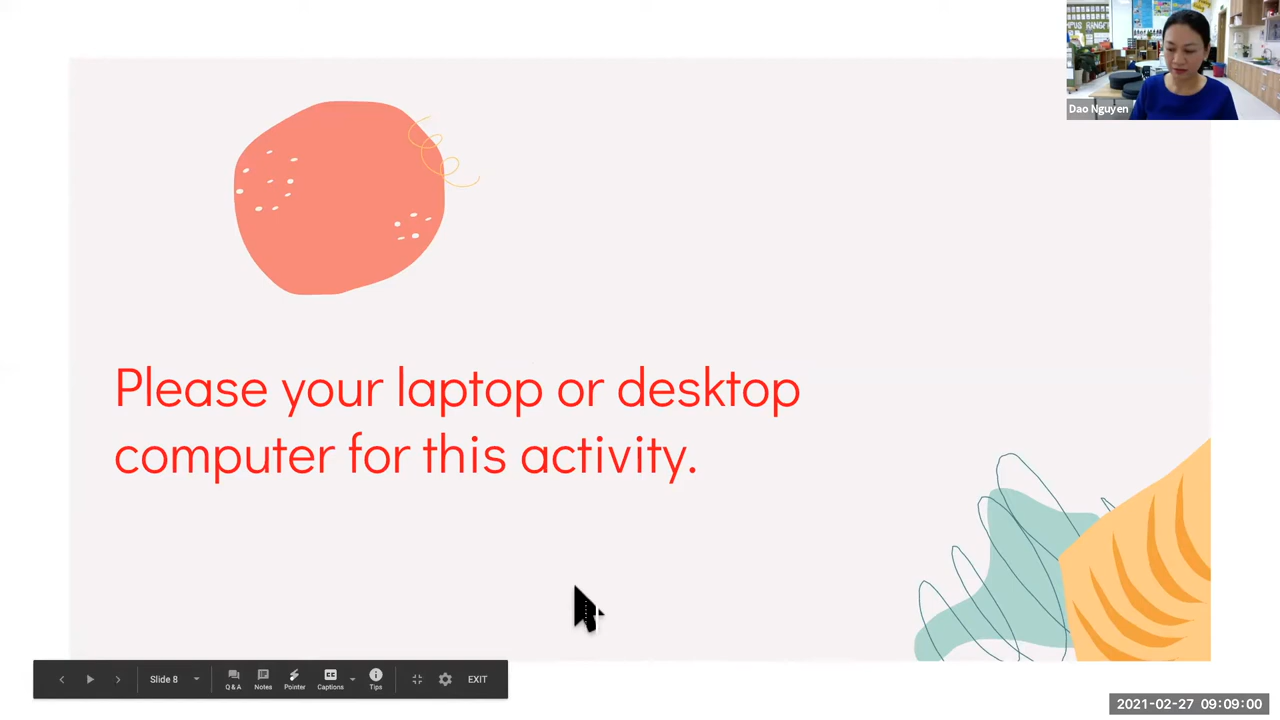 Dao Nguyen
Please your laptop or desktop
computer for this activity.
Slide 8
Q & A
Notes
Pointer
CC
Captions
Tips
EXIT
2021-02-27 09:09:00